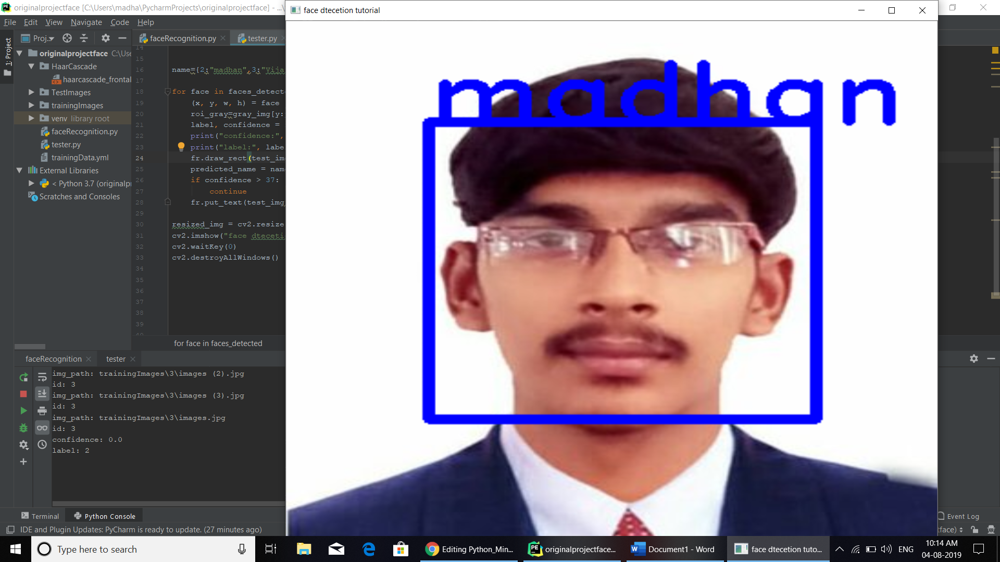 originalprojectface [C:\Users\madha\PycharmProjects\originalprojectface] - ...\
File Edit View Navigate Code Help
Proj..
faceRecognition.py
tester.py
1: Project
originalprojectface C:\Use
HaarCascade
haarcascade_frontal
TestImages
trainingImages
venv library root
faceRecognition.py
tester.py
trainingData.yml
External Libraries
< Python 3.7 (originalpr
Scratches and Consoles
14
15
16 name={2:"madhan",3:"Vija
17
18 for face in faces_detecte
19 (x, y, w, h) = face
20 roi_gray=gray_img[y:
21 label, confidence =
22 print("confidence:",
23 print("label:", labe
24 fr.draw_rect(test_im
25 predicted_name = nam
26 if confidence > 37:
27 continue
28 fr.put_text(test_img,
29
30 resized_img = cv2.resize
31 cv2.imshow("face dteceti
32 cv2.waitKey(0)
33 cv2.destroyAllWindows()
34
35
36
37
38
39
for face in faces_detected
face dtecetion tutorial
madhan
faceRecognition
tester
img_path: trainingImages\3\images (2).jpg
id: 3
img_path: trainingImages\3\images (3).jpg
id: 3
img_path: trainingImages\3\images.jpg
id: 3
confidence: 0.0
label: 2
Terminal
Python Console
Event Log
IDE and Plugin Updates: PyCharm is ready to update. (27 minutes ago)
tface)
Type here to search
Editing Python_Min...
originalprojectface...
Document1 - Word
face dtecetion tuto...
ENG
10:14 AM
04-08-2019